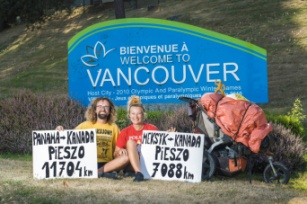 BIENVENUE À
WELCOME TO
VANCOUVER
Host City - 2010 Olympic and Paralympic Winter Games
PANAMA → KANADA
PIESZO
11704 km
MEKSYK → KANADA
PIESZO
7088 km